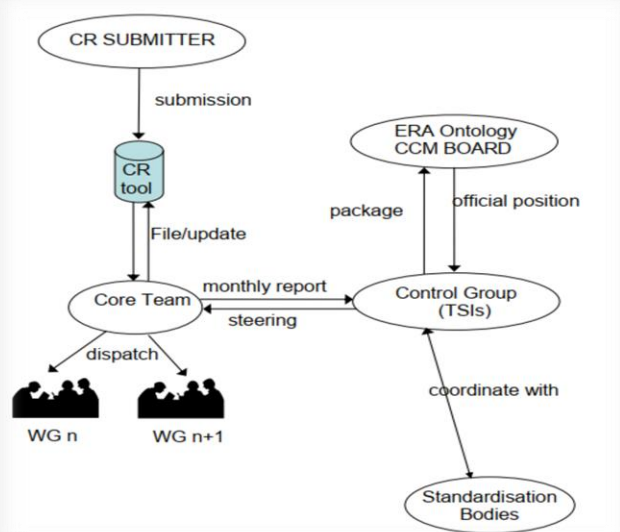 CR SUBMITTER
submission
ERA Ontology
CCM BOARD
CR
tool
package
official position
File/update
Core Team
monthly report
steering
Control Group
(TSIs)
dispatch
WG n
WG n+1
coordinate with
Standardisation
Bodies